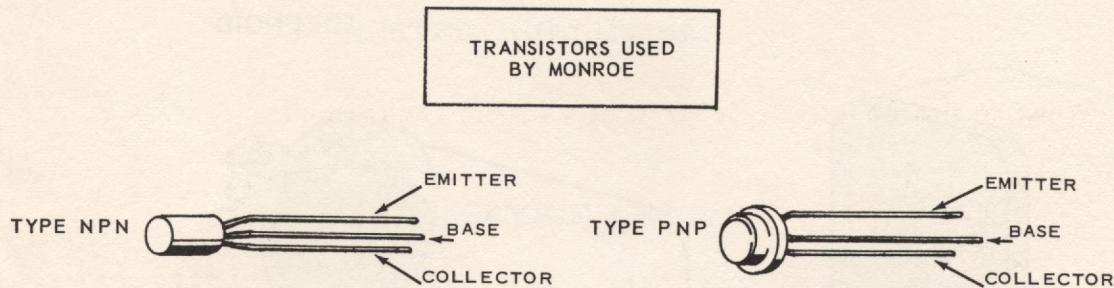 TRANSISTORS USED
BY MONROE
TYPE NPN
EMITTER
BASE
COLLECTOR
TYPE PNP
EMITTER
BASE
COLLECTOR